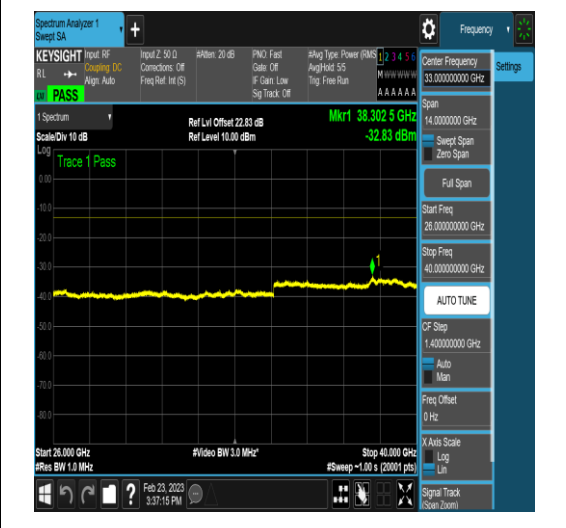 Spectrum Analyzer 1
Swept SA
+
Frequency
KEYSIGHT
RL
PASS
Input: RF
Coupling: DC
Align: Auto
Input Z: 50 Ω
Corrections: Off
Freq Ref: Int (S)
#Atten: 20 dB
PNO: Fast
Gate: Off
IF Gain: Low
Sig Track: Off
#Avg Type: Power (RMS
Avg|Hold: 5/5
Trig: Free Run
1 2 3 4 5 6
M W W W W W
A A A A A A
1 Spectrum
Scale/Div 10 dB
Ref Lvl Offset 22.83 dB
Ref Level 10.00 dBm
Mkr1 38.302 5 GHz
-32.83 dBm
Log
Trace 1 Pass
0.00
-10.0
-20.0
-30.0
-40.0
-50.0
-60.0
-70.0
-80.0
1
Start 26.000 GHz
#Res BW 1.0 MHz
#Video BW 3.0 MHz*
Stop 40.000 GHz
#Sweep ~1.00 s (20001 pts)
?
Feb 23, 2023
3:37:15 PM
Center Frequency
33.000000000 GHz
Settings
Span
14.0000000 GHz
Swept Span
Zero Span
Full Span
Start Freq
26.000000000 GHz
Stop Freq
40.000000000 GHz
AUTO TUNE
CF Step
1.400000000 GHz
Auto
Man
Freq Offset
0 Hz
X Axis Scale
Log
Lin
Signal Track
(Span Zoom)